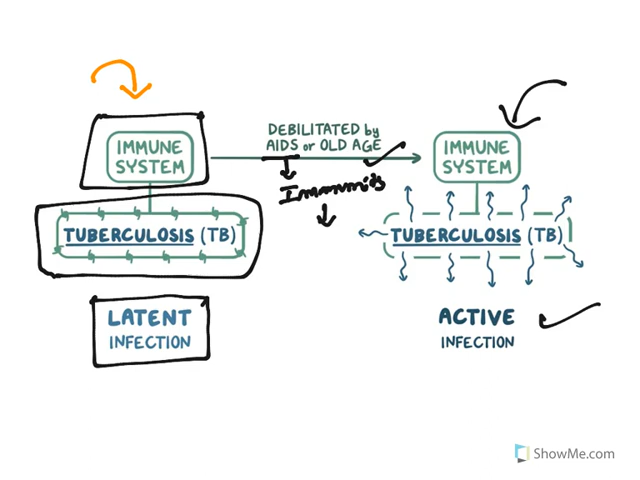 IMMUNE
SYSTEM
TUBERCULOSIS (TB)
LATENT
INFECTION
DEBILITATED by
AIDS or OLD AGE
IMMUNE
SYSTEM
TUBERCULOSIS (TB)
ACTIVE
INFECTION
ShowMe.com